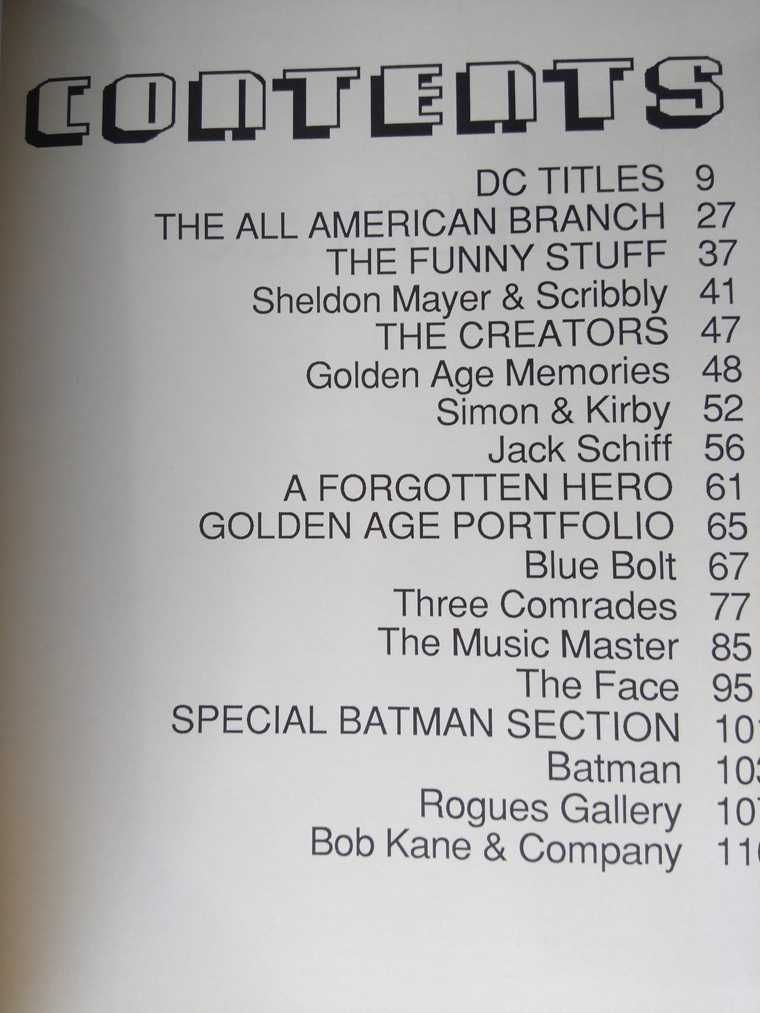 CONTENTS
DC TITLES 9
THE ALL AMERICAN BRANCH 27
THE FUNNY STUFF 37
Sheldon Mayer & Scribbly 41
THE CREATORS 47
Golden Age Memories 48
Simon & Kirby 52
Jack Schiff 56
A FORGOTTEN HERO 61
GOLDEN AGE PORTFOLIO 65
Blue Bolt 67
Three Comrades 77
The Music Master 85
The Face 95
SPECIAL BATMAN SECTION 101
Batman 103
Rogues Gallery 107
Bob Kane & Company